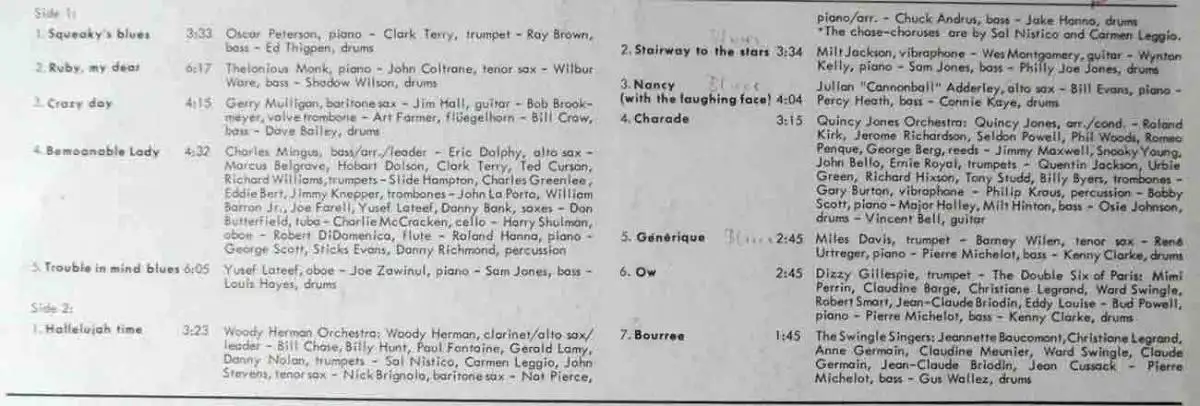 Side 1:
1. Squeaky's blues 3:33 Oscar Peterson, piano - Clark Terry, trumpet - Ray Brown,
bass - Ed Thigpen, drums
2. Ruby, my dear 6:17 Thelonious Monk, piano - John Coltrane, tenor sax - Wilbur
Ware, bass - Shadow Wilson, drums
3. Crazy day 4:15 Gerry Mulligan, baritone sax - Jim Hall, guitar - Bob Brook-
meyer, valve trombone - Art Farmer, flüegelhorn - Bill Crow,
bass - Dave Bailey, drums
4. Bemoanable Lady 4:32 Charles Mingus, bass/arr./leader - Eric Dolphy, alto sax -
Marcus Belgrave, Hobart Dolson, Clark Terry, Ted Curson,
Richard Williams, trumpets - Slide Hampton, Charles Greenlee,
Eddie Bert, Jimmy Knepper, trombones - John La Porta, William
Barron Jr., Joe Farell, Yusef Lateef, Danny Bank, saxes - Don
Butterfield, tuba - Charlie McCracken, cello - Harry Shulman,
oboe - Robert DiDomenica, flute - Roland Hanna, piano -
George Scott, Sticks Evans, Danny Richmond, percussion
5. Trouble in mind blues 6:05 Yusef Lateef, oboe - Joe Zawinul, piano - Sam Jones, bass -
Louis Hayes, drums
Side 2:
1. Hallelujah time 3:23 Woody Herman Orchestra: Woody Herman, clarinet/alto sax/
leader - Bill Chase, Billy Hunt, Paul Fontaine, Gerald Lamy,
Danny Nolan, trumpets - Sal Nistico, Carmen Leggio, John
Stevens, tenor sax - Nick Brignola, baritone sax - Nat Pierce,
piano/arr. - Chuck Andrus, bass - Jake Hanna, drums
*The chase-choruses are by Sal Nistico and Carmen Leggio.
Blues
2. Stairway to the stars 3:34 Milt Jackson, vibraphone - Wes Montgomery, guitar - Wynton
Kelly, piano - Sam Jones, bass - Philly Joe Jones, drums
3. Nancy Blues Julian "Cannonball" Adderley, alto sax - Bill Evans, piano -
(with the laughing face) 4:04 Percy Heath, bass - Connie Kaye, drums
4. Charade 3:15 Quincy Jones Orchestra: Quincy Jones, arr./cond. - Roland
Kirk, Jerome Richardson, Seldon Powell, Phil Woods, Romeo
Penque, George Berg, reeds - Jimmy Maxwell, Snooky Young,
John Bello, Ernie Royal, trumpets - Quentin Jackson, Urbie
Green, Richard Hixson, Tony Studd, Billy Byers, trombones -
Gary Burton, vibraphone - Philip Kraus, percussion - Bobby
Scott, piano - Major Holley, Milt Hinton, bass - Osie Johnson,
drums - Vincent Bell, guitar
5. Générique Blues 2:45 Miles Davis, trumpet - Barney Wilen, tenor sax - René
Urtreger, piano - Pierre Michelot, bass - Kenny Clarke, drums
6. Ow 2:45 Dizzy Gillespie, trumpet - The Double Six of Paris: Mimi
Perrin, Claudine Barge, Christiane Legrand, Ward Swingle,
Robert Smart, Jean-Claude Briodin, Eddy Louise - Bud Powell,
piano - Pierre Michelot, bass - Kenny Clarke, drums
7. Bourree 1:45 The Swingle Singers: Jeannette Baucomont, Christiane Legrand,
Anne Germain, Claudine Meunier, Ward Swingle, Claude
Germain, Jean-Claude Briodin, Jean Cussack - Pierre
Michelot, bass - Gus Wallez, drums